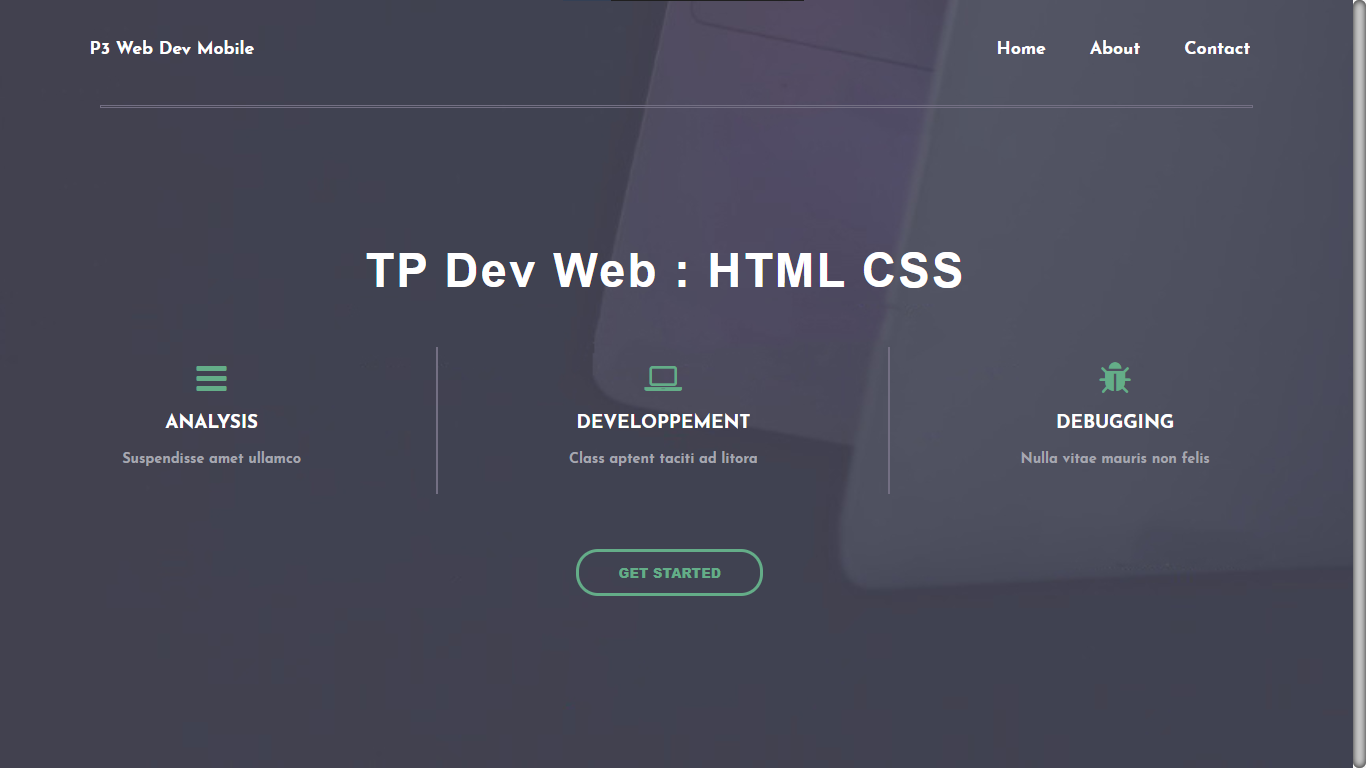 P3 Web Dev Mobile
Home About Contact
TP Dev Web : HTML CSS
ANALYSIS
Suspendisse amet ullamco
DEVELOPPEMENT
Class aptent taciti ad litora
DEBUGGING
Nulla vitae mauris non felis
GET STARTED